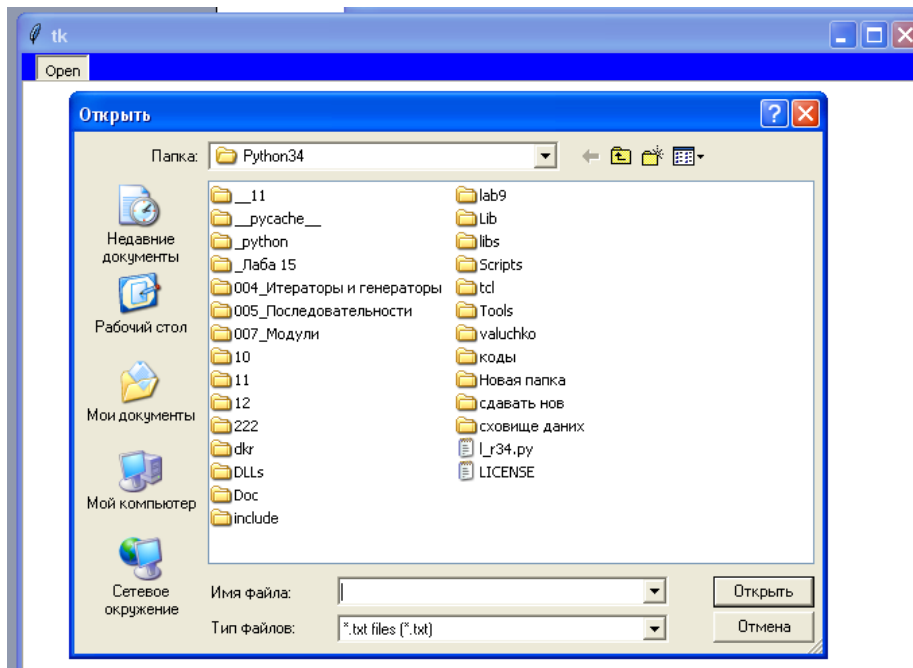 tk
Open
Открыть
Папка:
Python34
Недавние
документы
Рабочий стол
Мои документы
Мой компьютер
Сетевое
окружение
__11
__pycache__
_python
_Лаба 15
004_Итераторы и генераторы
005_Последовательности
007_Модули
10
11
12
222
dkr
DLLs
Doc
include
lab9
Lib
libs
Scripts
tcl
Tools
valuchko
коды
Новая папка
сдавать нов
сховище даних
l_r34.py
LICENSE
Имя файла:
Открыть
Тип файлов:
*.txt files (*.txt)
Отмена